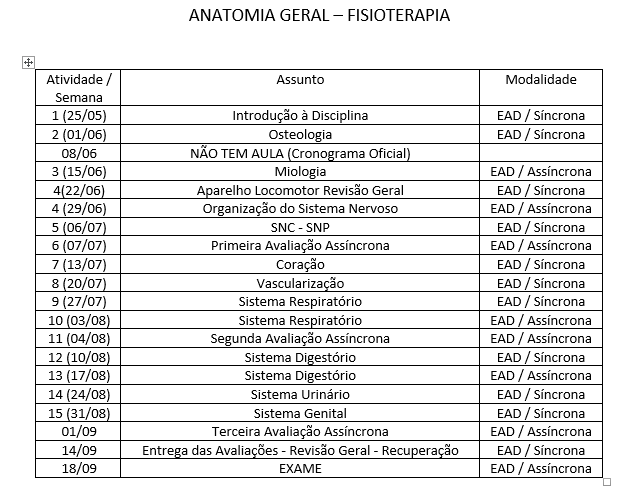 ANATOMIA GERAL – FISIOTERAPIA
Atividade / Semana Assunto Modalidade
1 (25/05) Introdução à Disciplina EAD / Síncrona
2 (01/06) Osteologia EAD / Síncrona
08/06 NÃO TEM AULA (Cronograma Oficial)
3 (15/06) Miologia EAD / Assíncrona
4(22/06) Aparelho Locomotor Revisão Geral EAD / Síncrona
4 (29/06) Organização do Sistema Nervoso EAD / Assíncrona
5 (06/07) SNC - SNP EAD / Síncrona
6 (07/07) Primeira Avaliação Assíncrona EAD / Assíncrona
7 (13/07) Coração EAD / Síncrona
8 (20/07) Vascularização EAD / Síncrona
9 (27/07) Sistema Respiratório EAD / Síncrona
10 (03/08) Sistema Respiratório EAD / Assíncrona
11 (04/08) Segunda Avaliação Assíncrona EAD / Assíncrona
12 (10/08) Sistema Digestório EAD / Síncrona
13 (17/08) Sistema Digestório EAD / Assíncrona
14 (24/08) Sistema Urinário EAD / Síncrona
15 (31/08) Sistema Genital EAD / Síncrona
01/09 Terceira Avaliação Assíncrona EAD / Assíncrona
14/09 Entrega das Avaliações - Revisão Geral - Recuperação EAD / Síncrona
18/09 EXAME EAD / Assíncrona